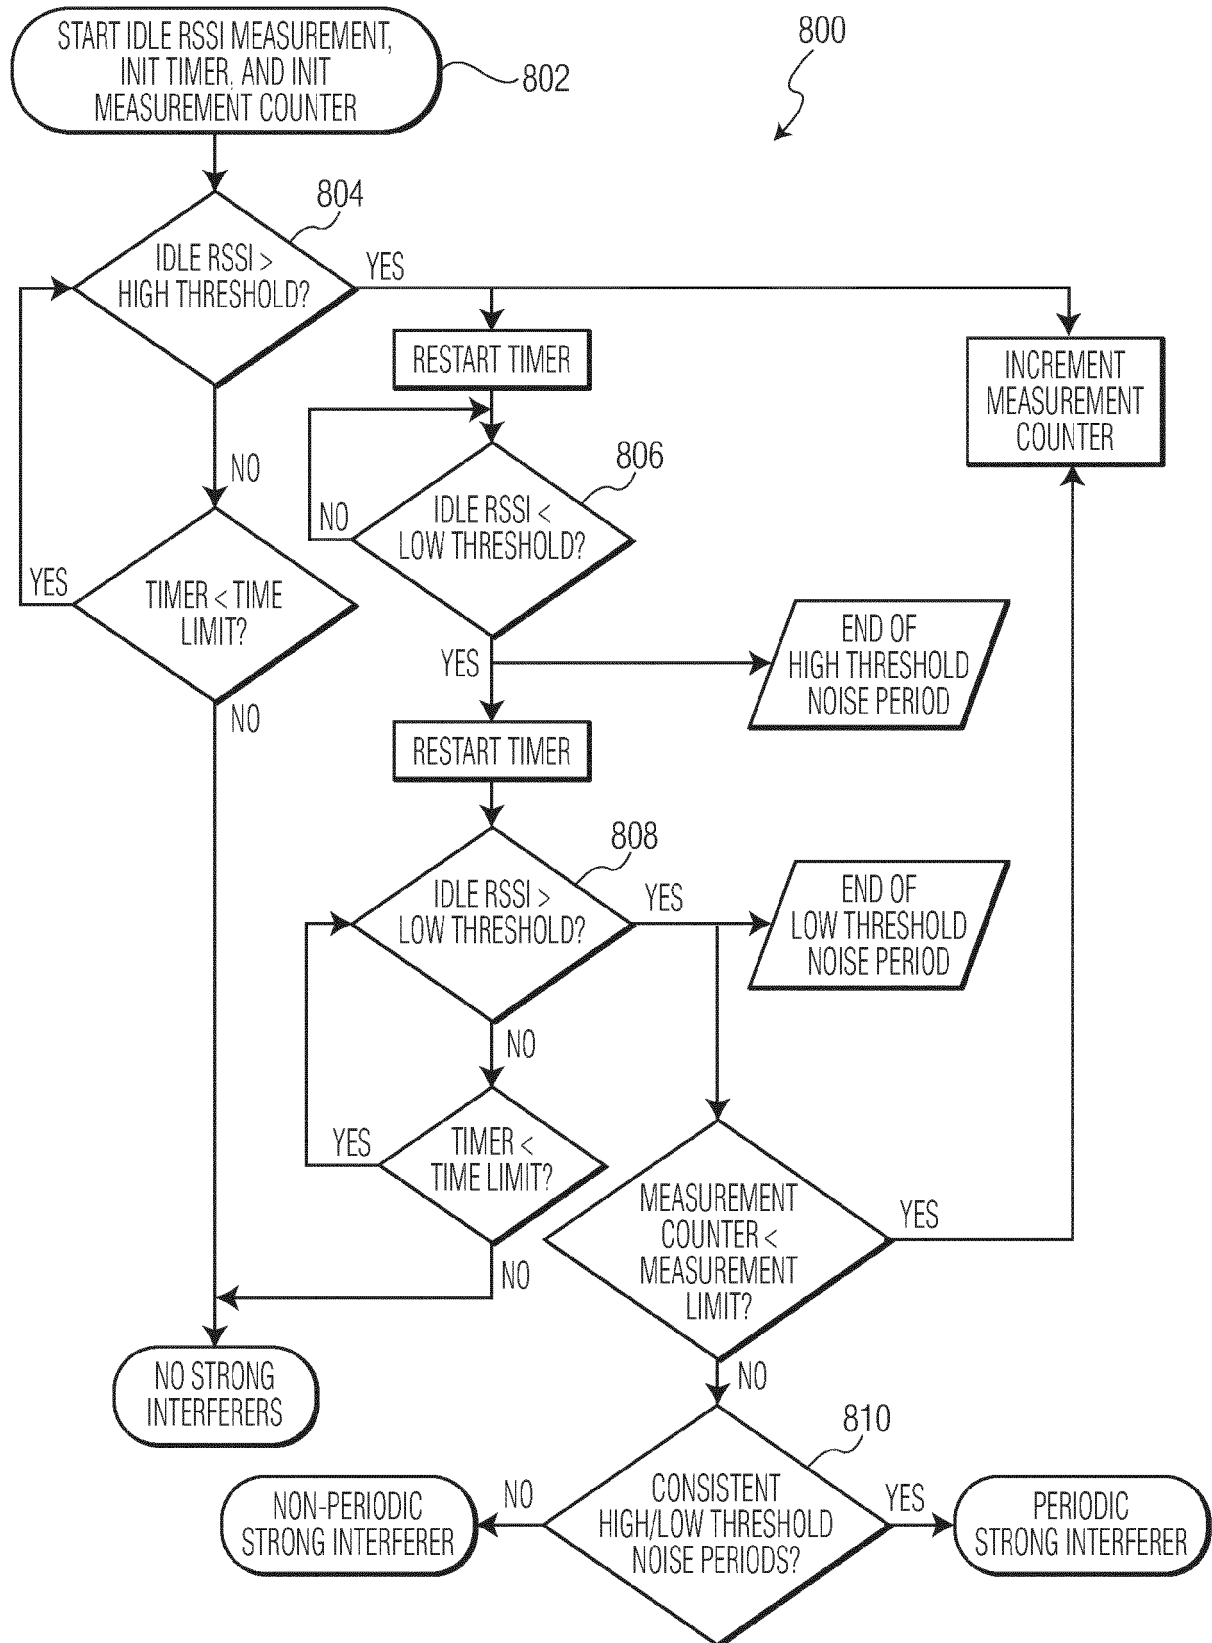 START IDLE RSSI MEASUREMENT,
INIT TIMER, AND INIT
MEASUREMENT COUNTER
802
800
804
IDLE RSSI >
HIGH THRESHOLD?
YES
RESTART TIMER
INCREMENT
MEASUREMENT
COUNTER
NO
806
IDLE RSSI <
LOW THRESHOLD?
NO
YES
TIMER < TIME
LIMIT?
NO
YES
END OF
HIGH THRESHOLD
NOISE PERIOD
RESTART TIMER
808
IDLE RSSI >
LOW THRESHOLD?
YES
END OF
LOW THRESHOLD
NOISE PERIOD
NO
YES
TIMER <
TIME LIMIT?
NO
MEASUREMENT
COUNTER <
MEASUREMENT
LIMIT?
YES
NO
NO STRONG
INTERFERERS
810
CONSISTENT
HIGH/LOW THRESHOLD
NOISE PERIODS?
NO
NON-PERIODIC
STRONG INTERFERER
YES
PERIODIC
STRONG INTERFERER